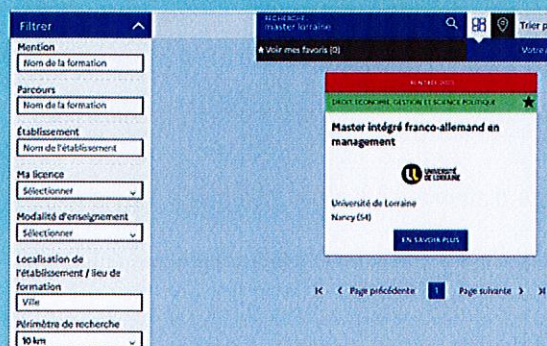 Filtrer
Mention
Nom de la formation
Parcours
Nom de la formation
Établissement
Nom de l'établissement
Ma licence
Sélectionner
Modalité d'enseignement
Sélectionner
Localisation de
l'établissement / lieu de
formation
Ville
Périmètre de recherche
10 km
RECHERCHE
master lorraine
Trier p
★ Voir mes favoris (0)
Votre
DROIT, ECONOMIE, GESTION ET SCIENCE POLITIQUE
Master intégré franco-allemand en
management
UNIVERSITÉ
DE LORRAINE
Université de Lorraine
Nancy (54)
EN SAVOIR PLUS
Page précédente 1 Page suivante